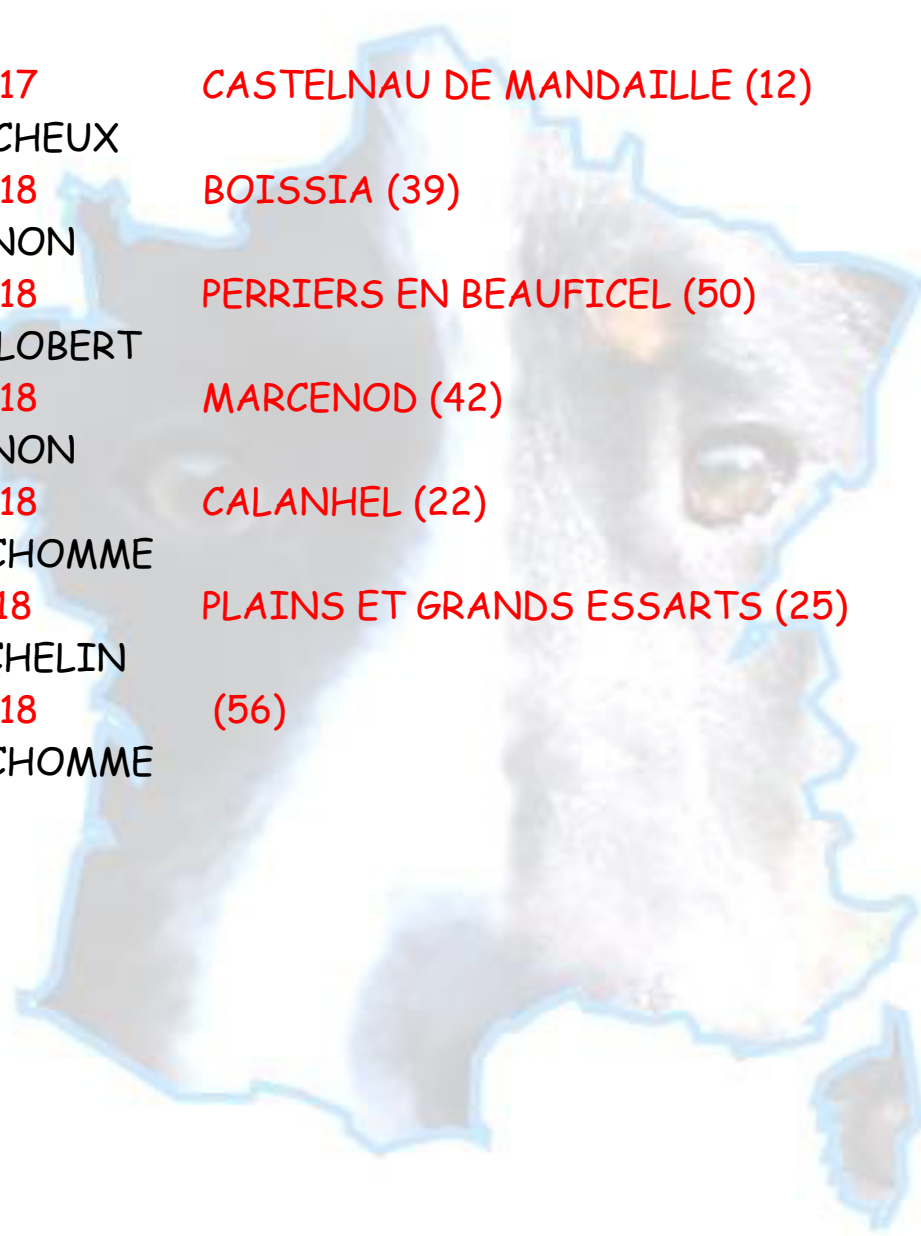 17 CASTELNAU DE MANDAILLE (12)
CHEUX
18 BOISSIA (39)
NON
18 PERRIERS EN BEAUFICEL (50)
LOBERT
18 MARCENOD (42)
NON
18 CALANHEL (22)
CHOMME
18 PLAINS ET GRANDS ESSARTS (25)
CHELIN
18 (56)
CHOMME